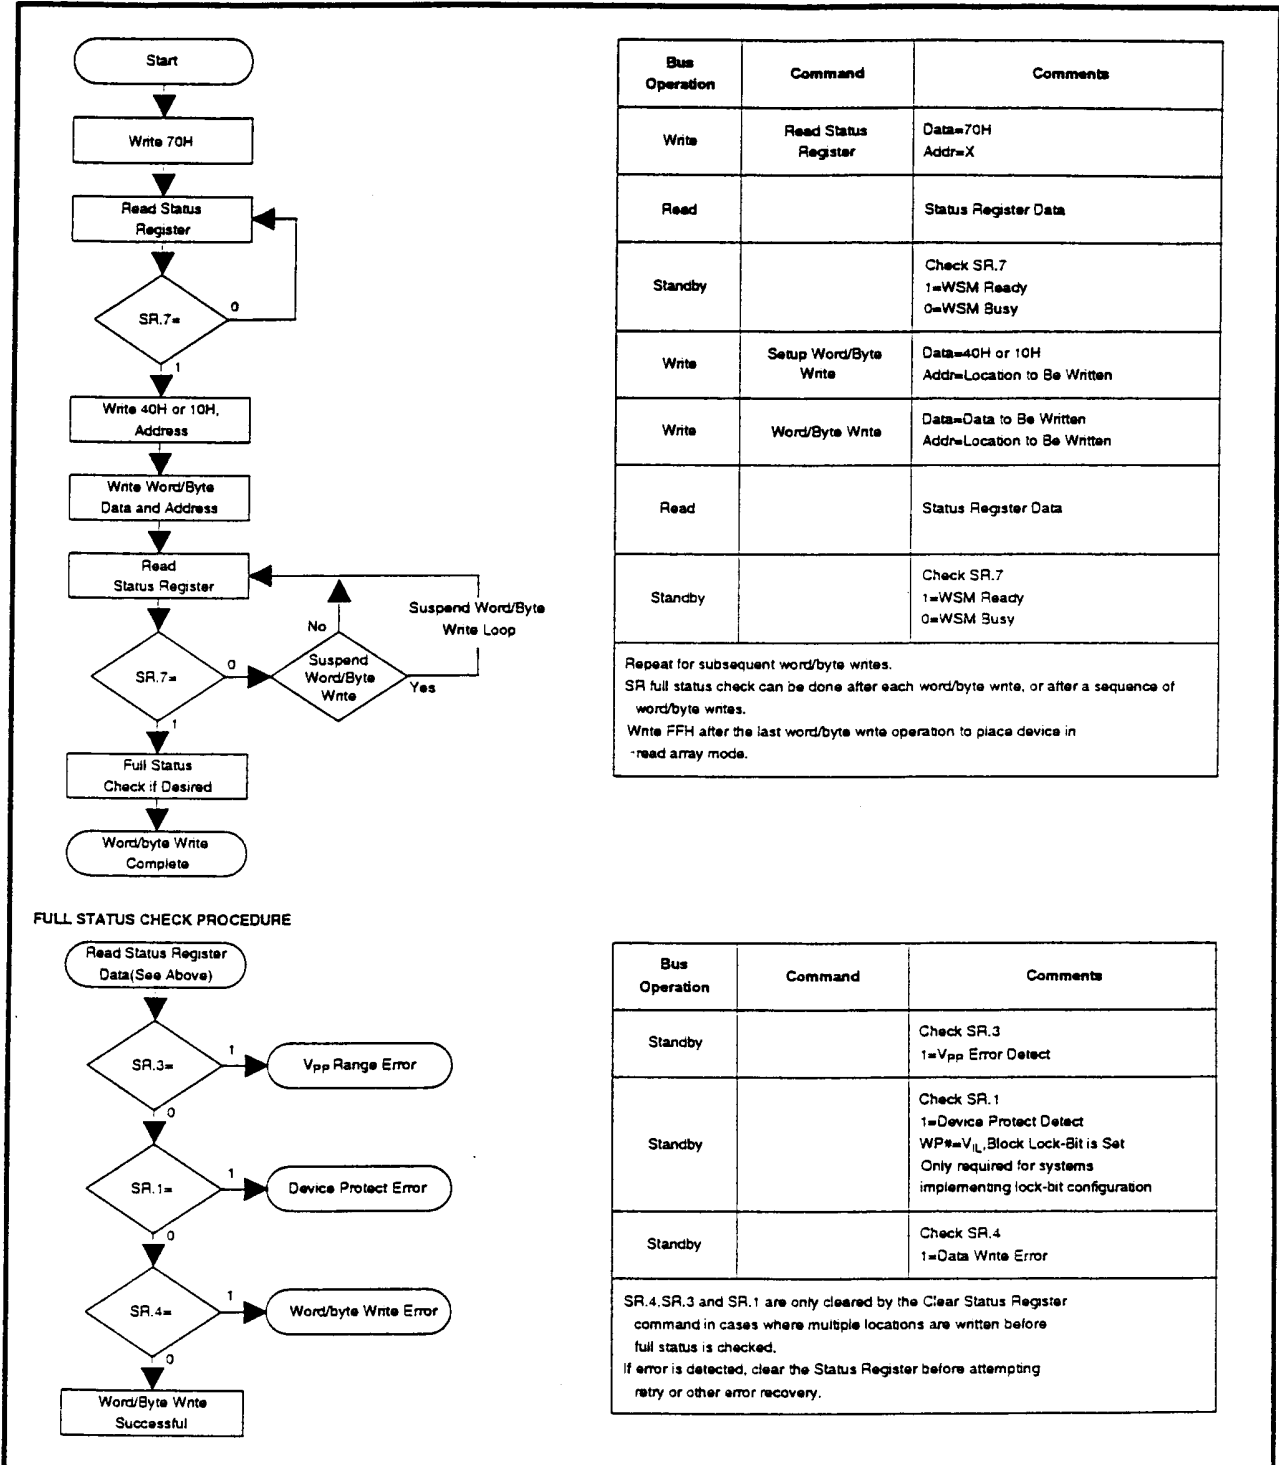 Start
Write 70H
Read Status
Register
SR.7=
0
1
Write 40H or 10H,
Address
Write Word/Byte
Data and Address
Read
Status Register
SR.7=
0
1
Suspend
Word/Byte
Write
No
Yes
Suspend Word/Byte
Write Loop
Full Status
Check if Desired
Word/byte Write
Complete
Bus
Operation
Command
Comments
Write
Read Status
Register
Data=70H
Addr=X
Read
Status Register Data
Standby
Check SR.7
1=WSM Ready
0=WSM Busy
Write
Setup Word/Byte
Write
Data=40H or 10H
Addr=Location to Be Written
Write
Word/Byte Write
Data=Data to Be Written
Addr=Location to Be Written
Read
Status Register Data
Standby
Check SR.7
1=WSM Ready
0=WSM Busy
Repeat for subsequent word/byte writes.
SR full status check can be done after each word/byte write, or after a sequence of
word/byte writes.
Write FFH after the last word/byte write operation to place device in
read array mode.
FULL STATUS CHECK PROCEDURE
Read Status Register
Data(See Above)
SR.3=
1
VPP Range Error
0
SR.1=
1
Device Protect Error
0
SR.4=
1
Word/byte Write Error
0
Word/Byte Write
Successful
Bus
Operation
Command
Comments
Standby
Check SR.3
1=VPP Error Detect
Standby
Check SR.1
1=Device Protect Detect
WP#=VIL,Block Lock-Bit is Set
Only required for systems
implementing lock-bit configuration
Standby
Check SR.4
1=Data Write Error
SR.4,SR.3 and SR.1 are only cleared by the Clear Status Register
command in cases where multiple locations are written before
full status is checked.
If error is detected, clear the Status Register before attempting
retry or other error recovery.